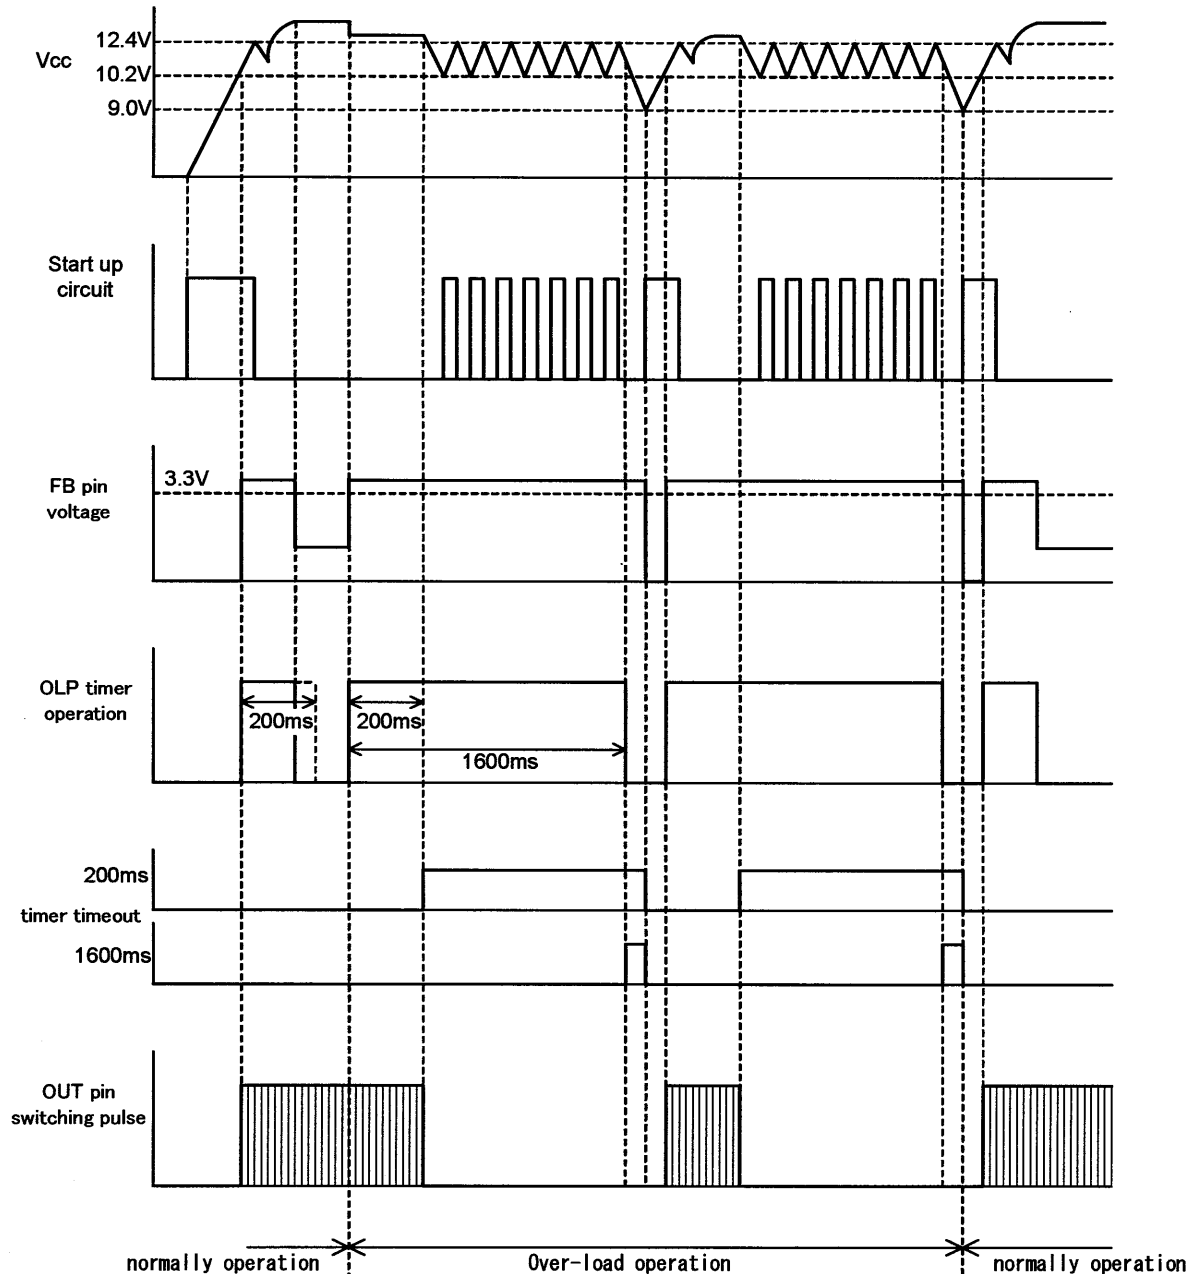 12.4V
Vcc
10.2V
9.0V
Start up
circuit
3.3V
FB pin
voltage
OLP timer
operation
200ms
200ms
1600ms
200ms
timer timeout
1600ms
OUT pin
switching pulse
normally operation
Over-load operation
normally operation